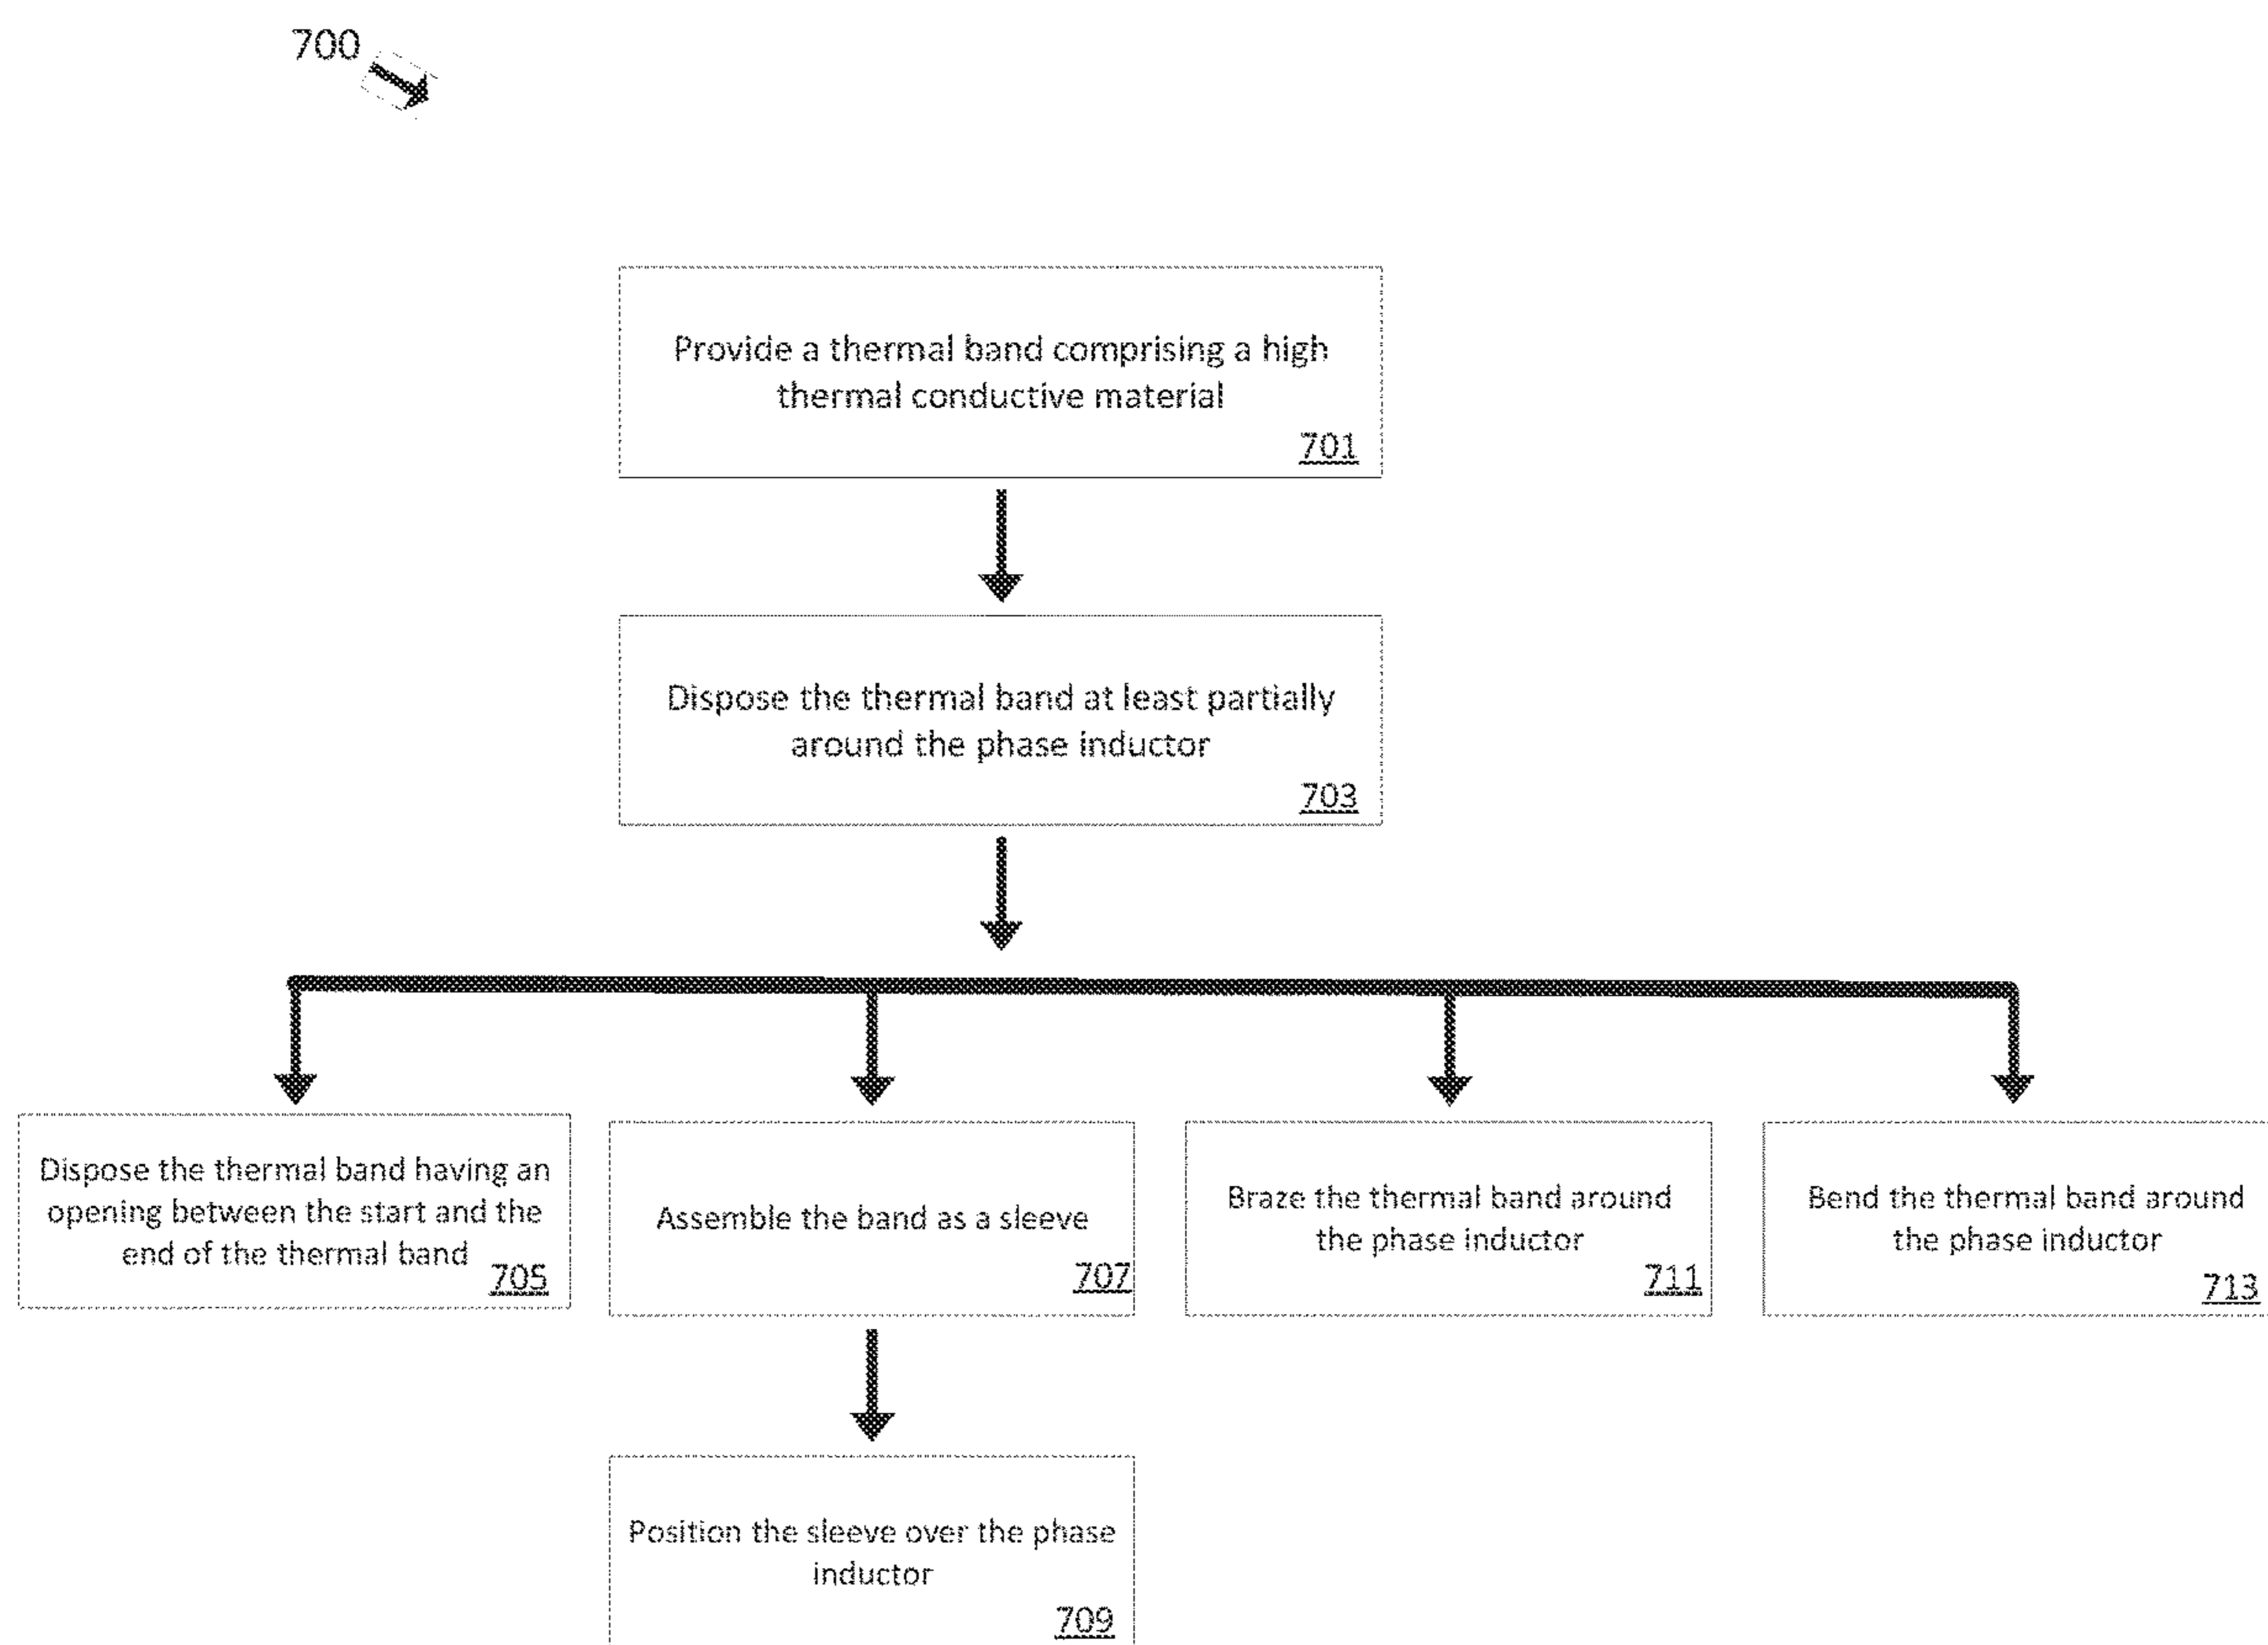 700
Provide a thermal band comprising a high
thermal conductive material
701
Dispose the thermal band at least partially
around the phase inductor
703
Dispose the thermal band having an
opening between the start and the
end of the thermal band
705
Assemble the band as a sleeve
707
Braze the thermal band around
the phase inductor
711
Bend the thermal band around
the phase inductor
713
Position the sleeve over the phase
inductor
709